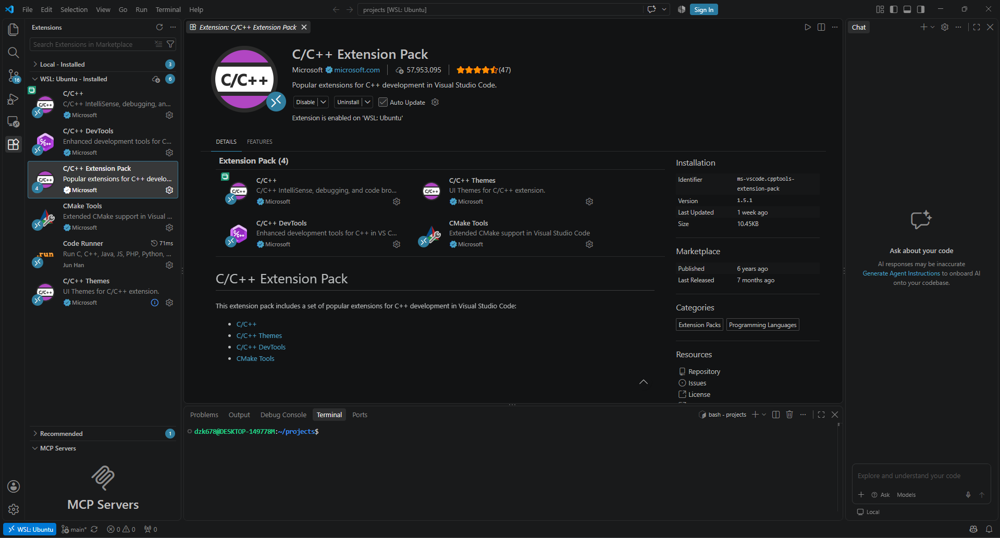 File Edit Selection View Go Run Terminal Help
projects [WSL: Ubuntu]
Sign In
Extensions
Search Extensions in Marketplace
Local - Installed 3
WSL: Ubuntu - Installed 6
C/C++
C/C++ IntelliSense, debugging, an...
Microsoft
C/C++ DevTools
Enhanced development tools for C...
Microsoft
C/C++ Extension Pack
Popular extensions for C++ develo...
Microsoft
4
CMake Tools
Extended CMake support in Visual ...
Microsoft
Code Runner 71ms
Run C, C++, Java, JS, PHP, Python, ...
Jun Han
.run
C/C++ Themes
UI Themes for C/C++ extension.
Microsoft
Recommended 1
MCP Servers
MCP Servers
16
Extension: C/C++ Extension Pack
C/C++
C/C++ Extension Pack
Microsoft microsoft.com 57,953,095 (47)
Popular extensions for C++ development in Visual Studio Code.
Disable Uninstall Auto Update
Extension is enabled on 'WSL: Ubuntu'
DETAILS FEATURES
Extension Pack (4)
C/C++
C/C++ IntelliSense, debugging, and code bro...
Microsoft
C/C++ Themes
UI Themes for C/C++ extension.
Microsoft
C/C++ DevTools
Enhanced development tools for C++ in VS C...
Microsoft
CMake Tools
Extended CMake support in Visual Studio Code
Microsoft
C/C++ Extension Pack
This extension pack includes a set of popular extensions for C++ development in Visual Studio Code:
C/C++
C/C++ Themes
C/C++ DevTools
CMake Tools
Installation
Identifier ms-vscode.cpptools-
extension-pack
Version 1.5.1
Last Updated 1 week ago
Size 10.45KB
Marketplace
Published 6 years ago
Last Released 7 months ago
Categories
Extension Packs Programming Languages
Resources
Repository
Issues
License
Problems Output Debug Console Terminal Ports
bash - projects
dzk678@DESKTOP-149778M:~/projects$
Chat
Ask about your code
AI responses may be inaccurate
Generate Agent Instructions to onboard AI
onto your codebase.
Explore and understand your code
Ask Models
Local
WSL: Ubuntu main* 0 0 0